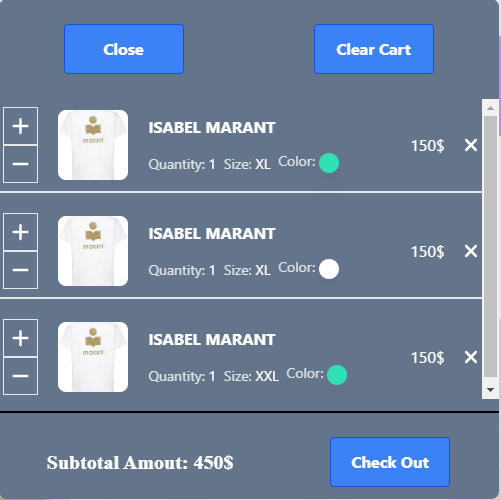 Close
Clear Cart
+
ISABEL MARANT
marant
150$ ×
−
Quantity: 1 Size: XL Color:
+
ISABEL MARANT
marant
150$ ×
−
Quantity: 1 Size: XL Color:
+
ISABEL MARANT
marant
150$ ×
−
Quantity: 1 Size: XXL Color:
Subtotal Amout: 450$
Check Out